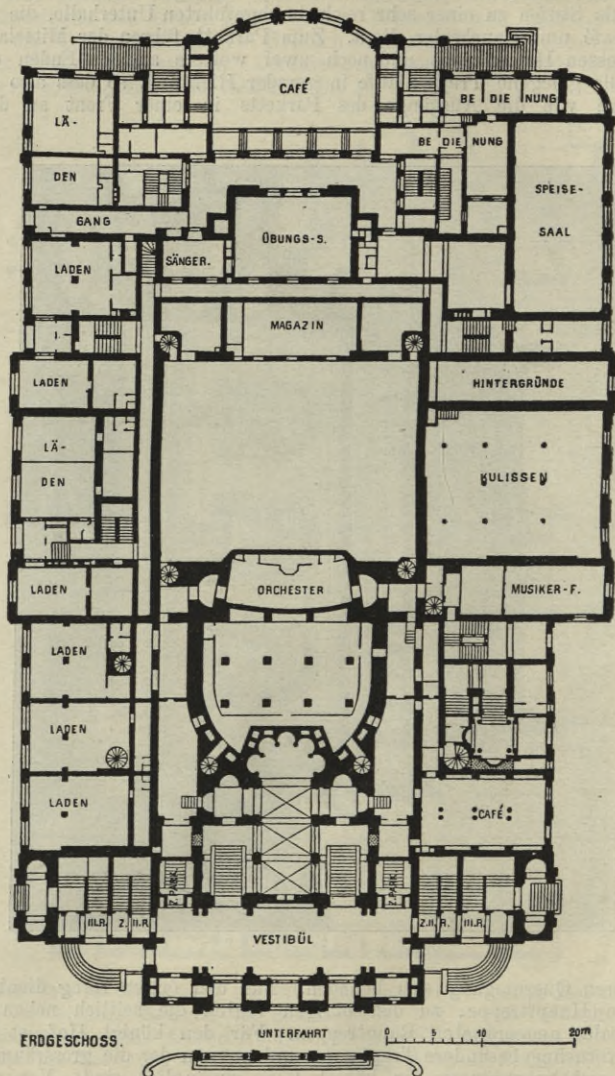 CAFÉ
BE DIE NUNG
LÄ-
BE DIE NUNG
DEN
SPEISE-
SAAL
GANG
ÜBUNGS-S.
SÄNGER.
LADEN
MAGAZIN
LADEN
HINTERGRÜNDE
LÄ-
DEN
KULISSEN
LADEN
ORCHESTER
MUSIKER-F.
LADEN
LADEN
LADEN
CAFÉ
Z. PARK.
Z. PARK.
III.R.
Z. II.R.
Z. II. R.
III.R.
VESTIBÜL
ERDGESCHOSS.
UNTERFAHRT
0 10 20m